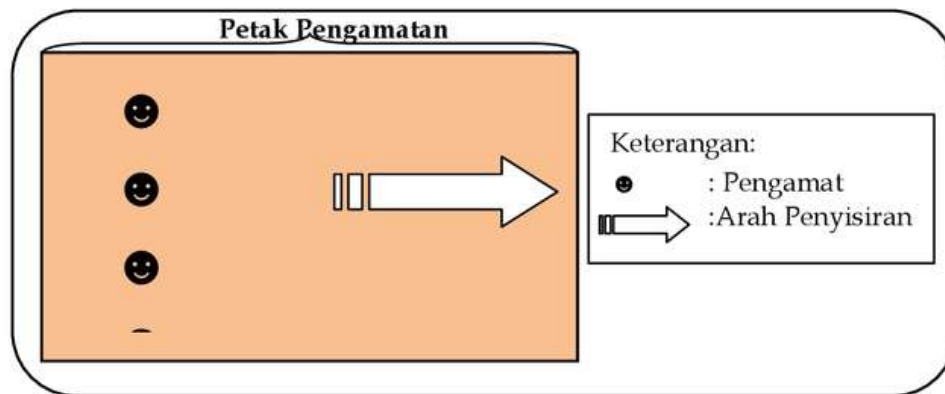 Petak Pengamatan
Keterangan:
: Pengamat
:Arah Penyisiran